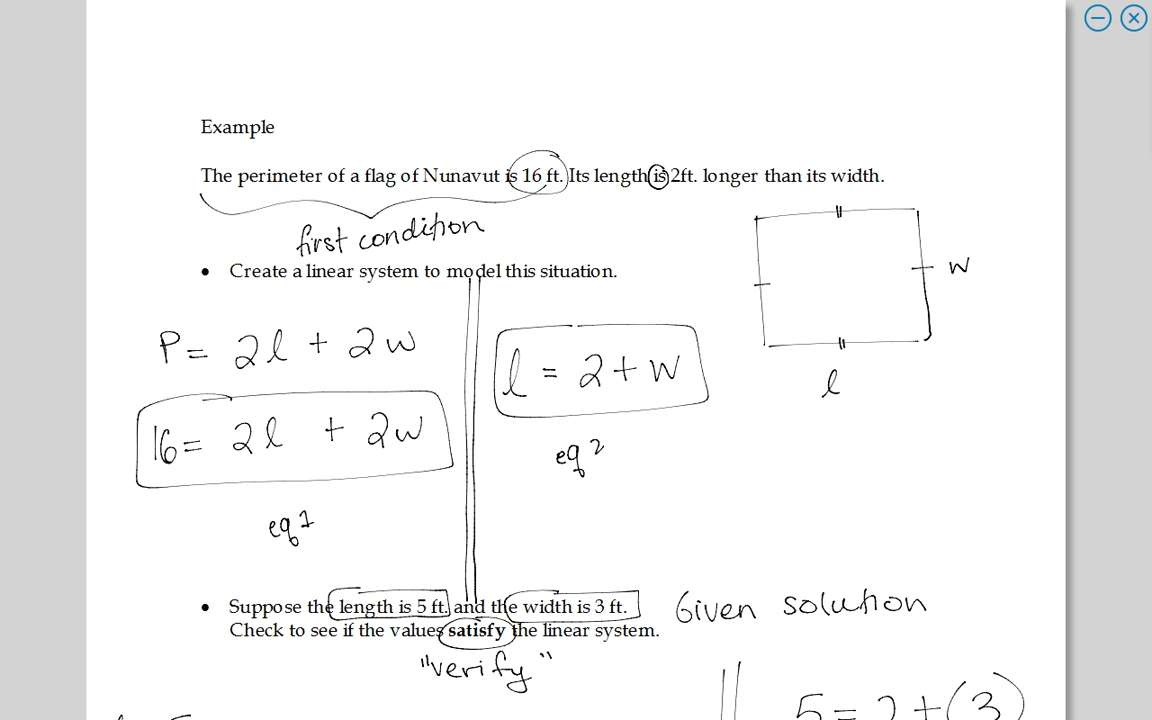 Example
The perimeter of a flag of Nunavut is 16 ft. Its length is 2ft. longer than its width.
first condition
• Create a linear system to model this situation.
w
P = 2l + 2w
l = 2 + w
l
16 = 2l + 2w
eq 2
eq 1
• Suppose the length is 5 ft. and the width is 3 ft. Given solution
Check to see if the values satisfy the linear system.
"verify"
5 = 2 + (3)